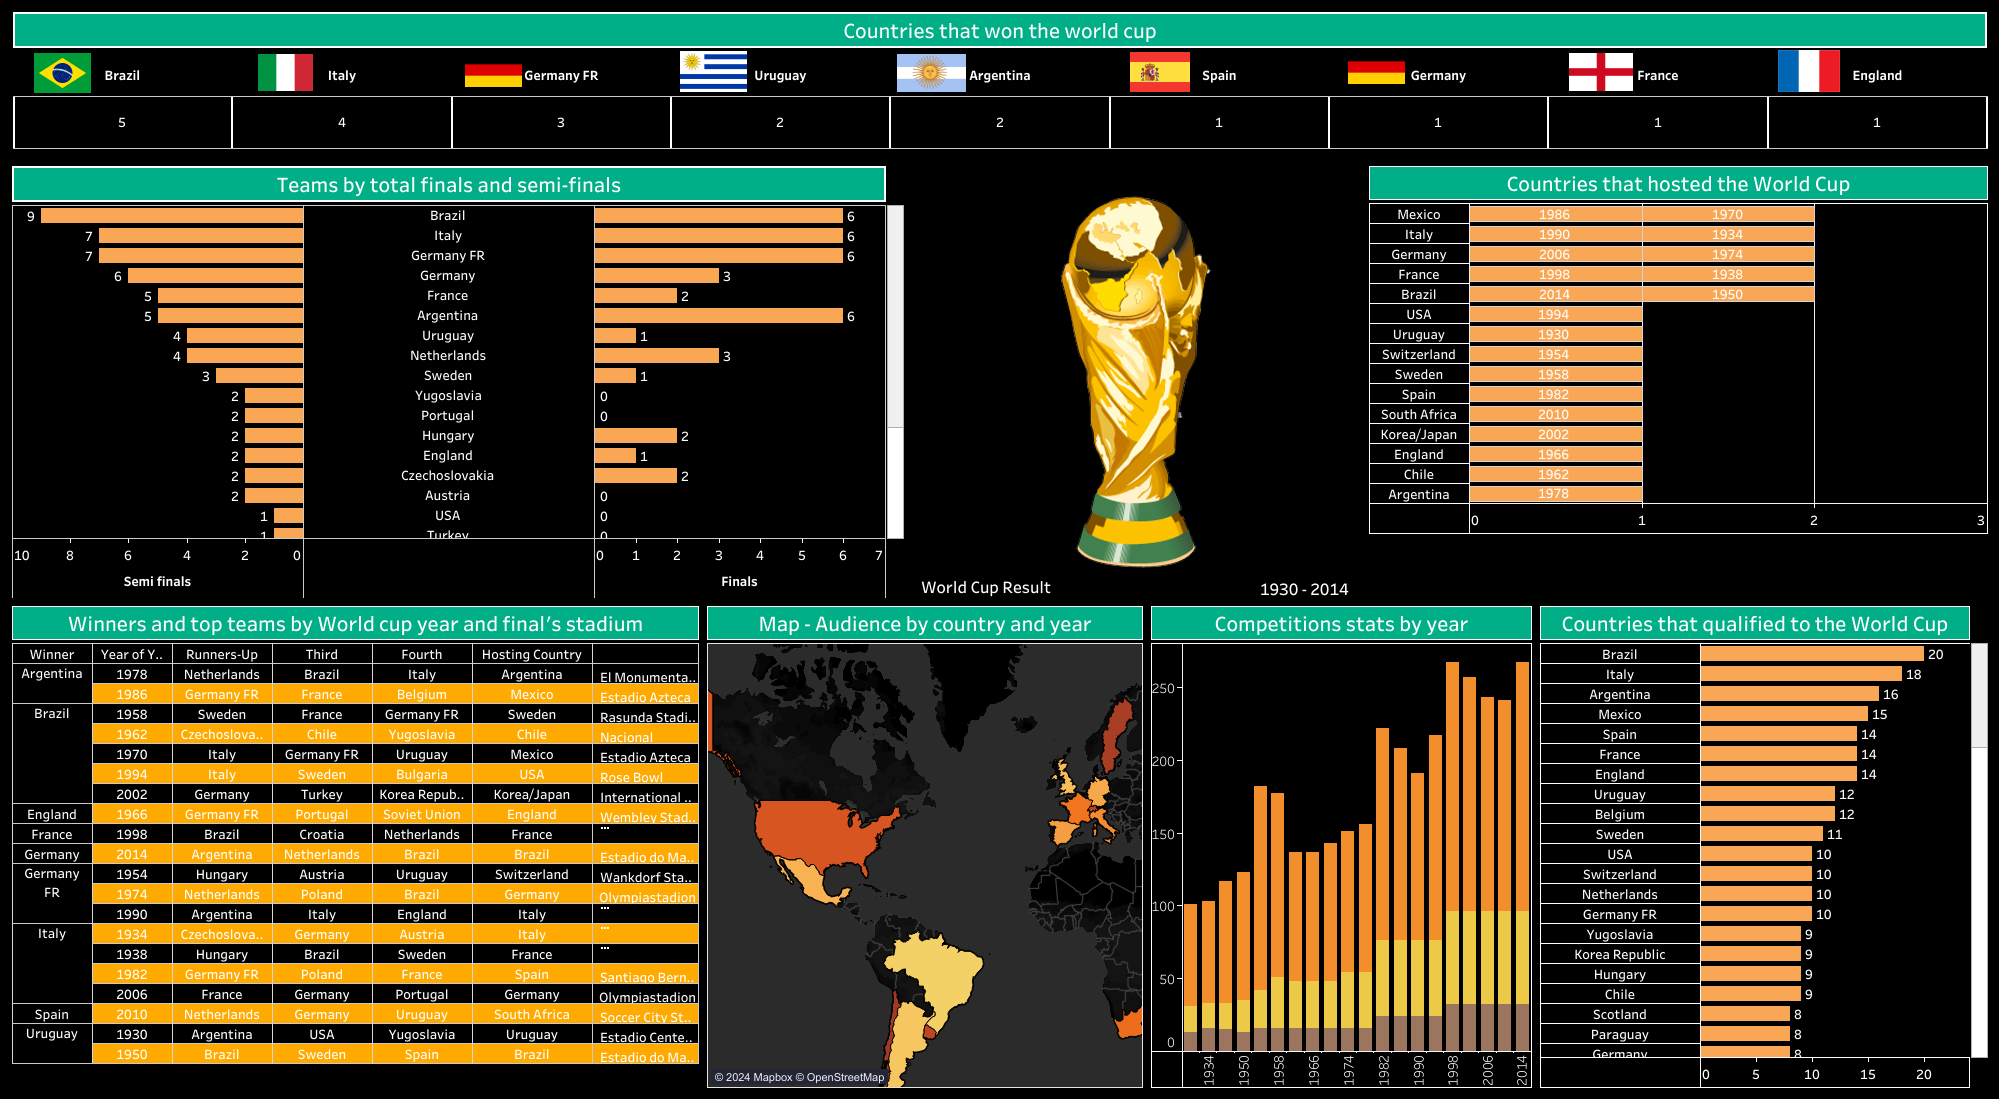 Countries that won the world cup
Brazil Italy Germany FR Uruguay Argentina Spain Germany France England
5 4 3 2 2 1 1 1 1
Teams by total finals and semi-finals
9 Brazil 6
7 Italy 6
7 Germany FR 6
6 Germany 3
5 France 2
5 Argentina 6
4 Uruguay 1
4 Netherlands 3
3 Sweden 1
2 Yugoslavia 0
2 Portugal 0
2 Hungary 2
2 England 1
2 Czechoslovakia 2
2 Austria 0
1 USA 0
1 Turkey 0
10 8 6 4 2 0 0 1 2 3 4 5 6 7
Semi finals Finals
World Cup Result 1930 - 2014
Countries that hosted the World Cup
Mexico 1986 1970
Italy 1990 1934
Germany 2006 1974
France 1998 1938
Brazil 2014 1950
USA 1994
Uruguay 1930
Switzerland 1954
Sweden 1958
Spain 1982
South Africa 2010
Korea/Japan 2002
England 1966
Chile 1962
Argentina 1978
0 1 2 3
Winners and top teams by World cup year and final's stadium
Winner Year of Y.. Runners-Up Third Fourth Hosting Country
Argentina 1978 Netherlands Brazil Italy Argentina El Monumenta..
1986 Germany FR France Belgium Mexico Estadio Azteca
Brazil 1958 Sweden France Germany FR Sweden Rasunda Stadi..
1962 Czechoslova.. Chile Yugoslavia Chile Nacional
1970 Italy Germany FR Uruguay Mexico Estadio Azteca
1994 Italy Sweden Bulgaria USA Rose Bowl
2002 Germany Turkey Korea Repub.. Korea/Japan International ..
England 1966 Germany FR Portugal Soviet Union England Wembley Stad..
France 1998 Brazil Croatia Netherlands France ...
Germany 2014 Argentina Netherlands Brazil Brazil Estadio do Ma..
Germany FR 1954 Hungary Austria Uruguay Switzerland Wankdorf Sta..
1974 Netherlands Poland Brazil Germany Olympiastadion
1990 Argentina Italy England Italy ...
Italy 1934 Czechoslova.. Germany Austria Italy ...
1938 Hungary Brazil Sweden France ...
1982 Germany FR Poland France Spain Santiago Bern..
2006 France Germany Portugal Germany Olympiastadion
Spain 2010 Netherlands Germany Uruguay South Africa Soccer City St..
Uruguay 1930 Argentina USA Yugoslavia Uruguay Estadio Cente..
1950 Brazil Sweden Spain Brazil Estadio do Ma..
Map - Audience by country and year
© 2024 Mapbox © OpenStreetMap
Competitions stats by year
250
200
150
100
50
0
1934 1950 1958 1966 1974 1982 1990 1998 2006 2014
Countries that qualified to the World Cup
Brazil 20
Italy 18
Argentina 16
Mexico 15
Spain 14
France 14
England 14
Uruguay 12
Belgium 12
Sweden 11
USA 10
Switzerland 10
Netherlands 10
Germany FR 10
Yugoslavia 9
Korea Republic 9
Hungary 9
Chile 9
Scotland 8
Paraguay 8
Germany 8
0 5 10 15 20